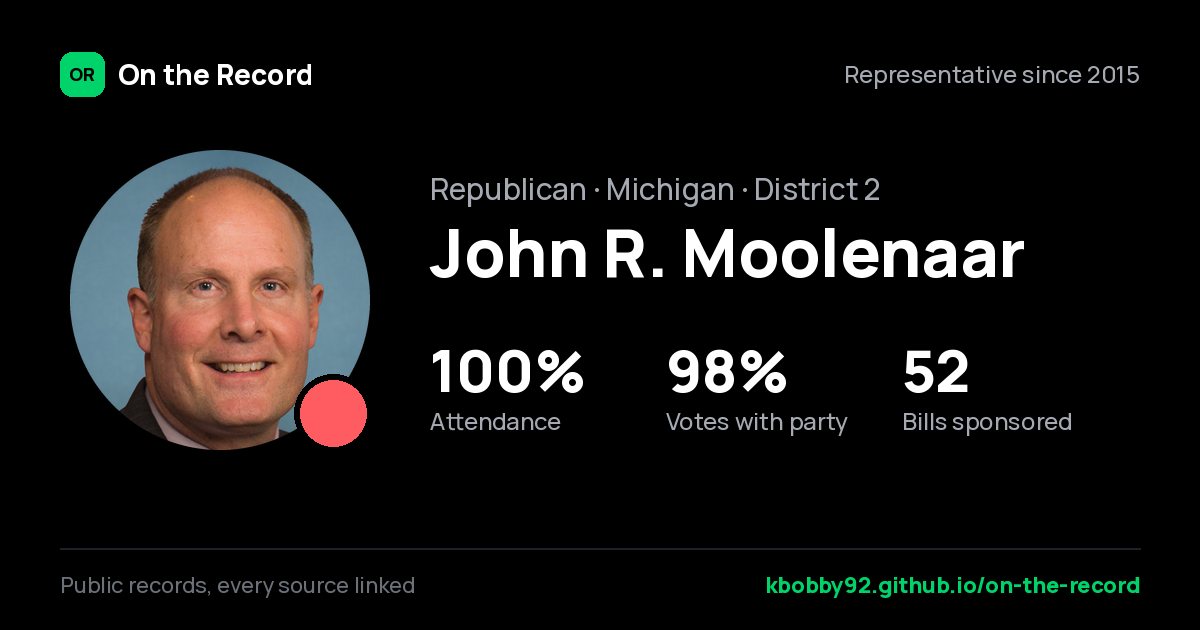 OR On the Record
Representative since 2015
Republican · Michigan · District 2
John R. Moolenaar
100% 98% 52
Attendance Votes with party Bills sponsored
Public records, every source linked
kbobby92.github.io/on-the-record